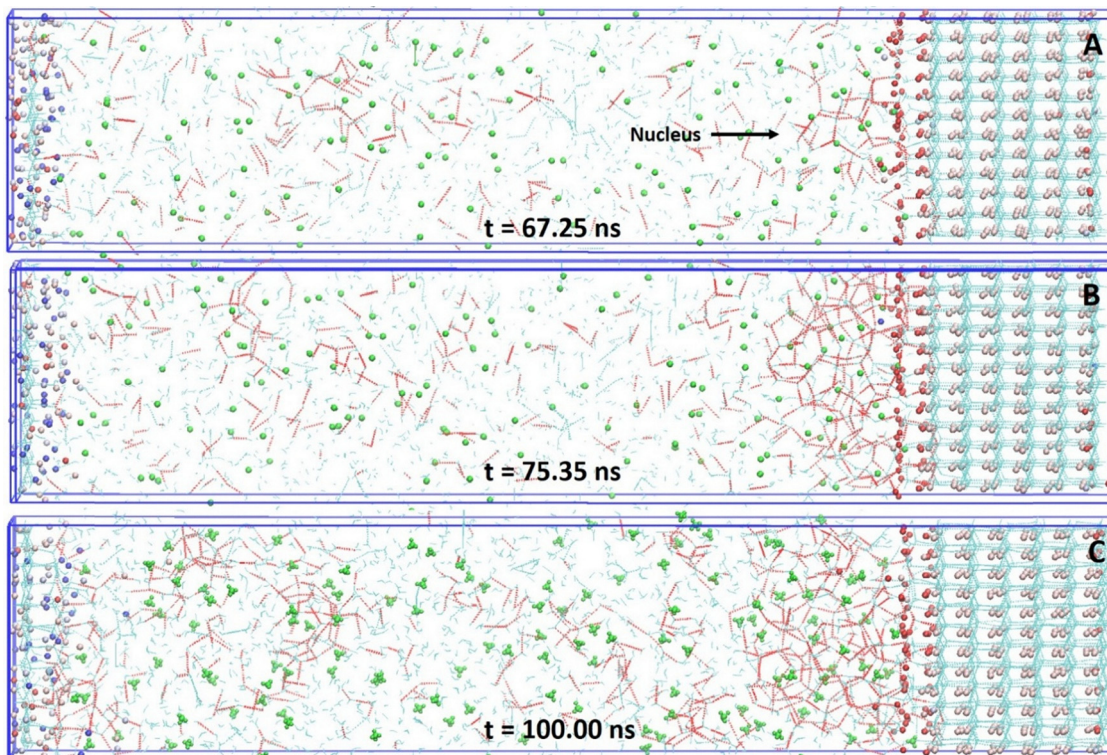 A
Nucleus
t = 67.25 ns
B
t = 75.35 ns
C
t = 100.00 ns